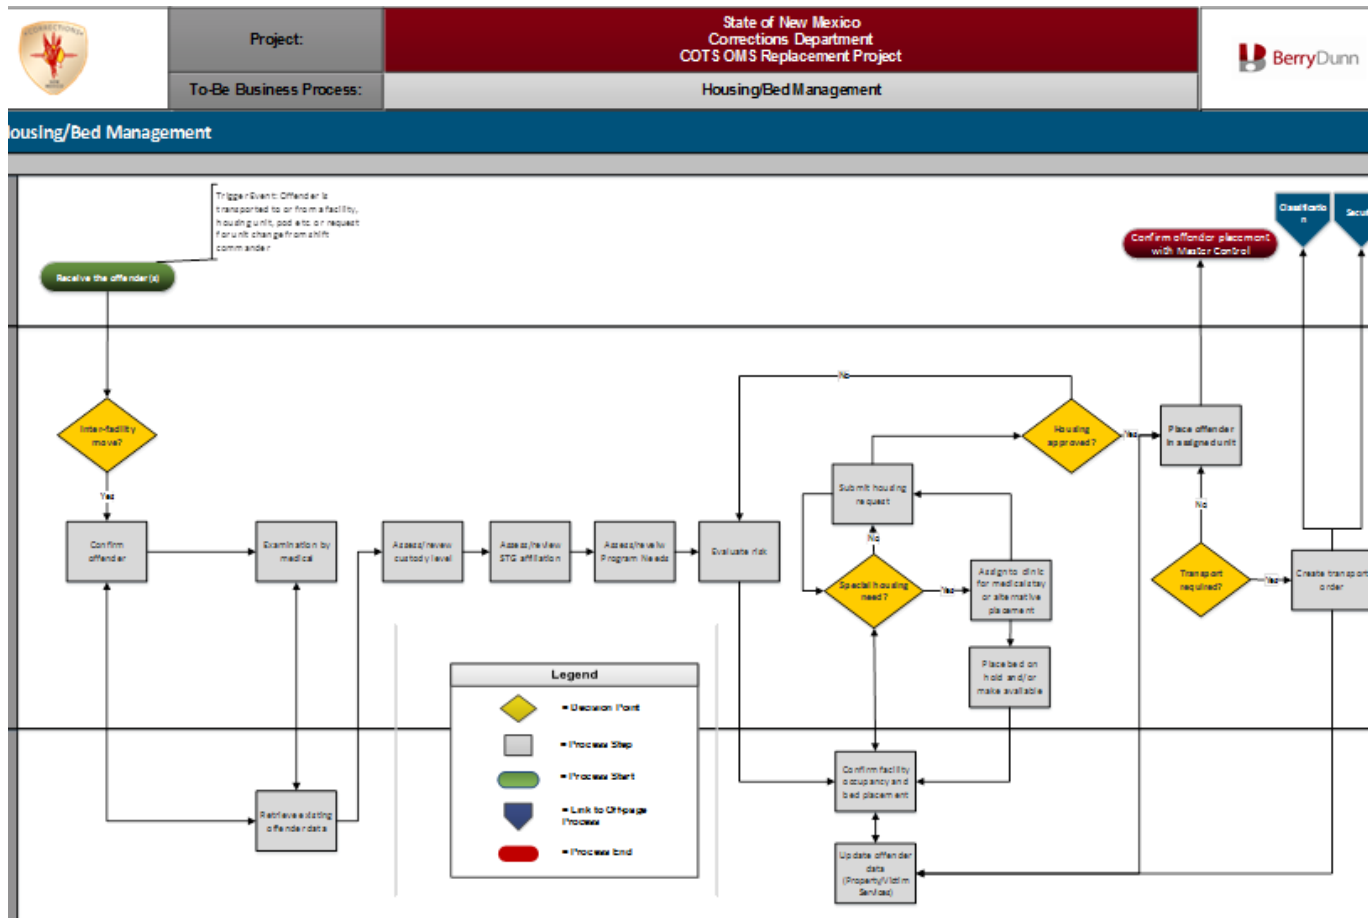 CORRECTIONS
Project:
State of New Mexico
Corrections Department
COTS OMS Replacement Project
BerryDunn
To-Be Business Process:
Housing/Bed Management
ousing/Bed Management
Trigger Event: Offender is
transported to or from a facility,
housing unit, pod etc. or request
for unit change from shift
commander
Receive the offender(s)
Classificatio
n
Confirm offender placement
with Master Control
Inter-facility
move?
Yes
Confirm
offender
Examination by
medical
Assess/review
custody level
Assess/review
STG affiliation
Assess/reveiw
Program Needs
Evaluate risk
No
Housing
approved?
Yes
Place offender
in assigned unit
Submit housing
request
No
Special housing
need?
Yes
Assign to clinic
for medical stay
or alternative
placement
Place bed on
hold and/or
make available
No
Transport
required?
Yes
Create transport
order
Retrieve existing
offender data
Confirm facility
occupancy and
bed placement
Update offender
data
(Property/Victim
Services)
Legend
= Decision Point
= Process Step
= Process Start
= Link to Off-page
Process
= Process End